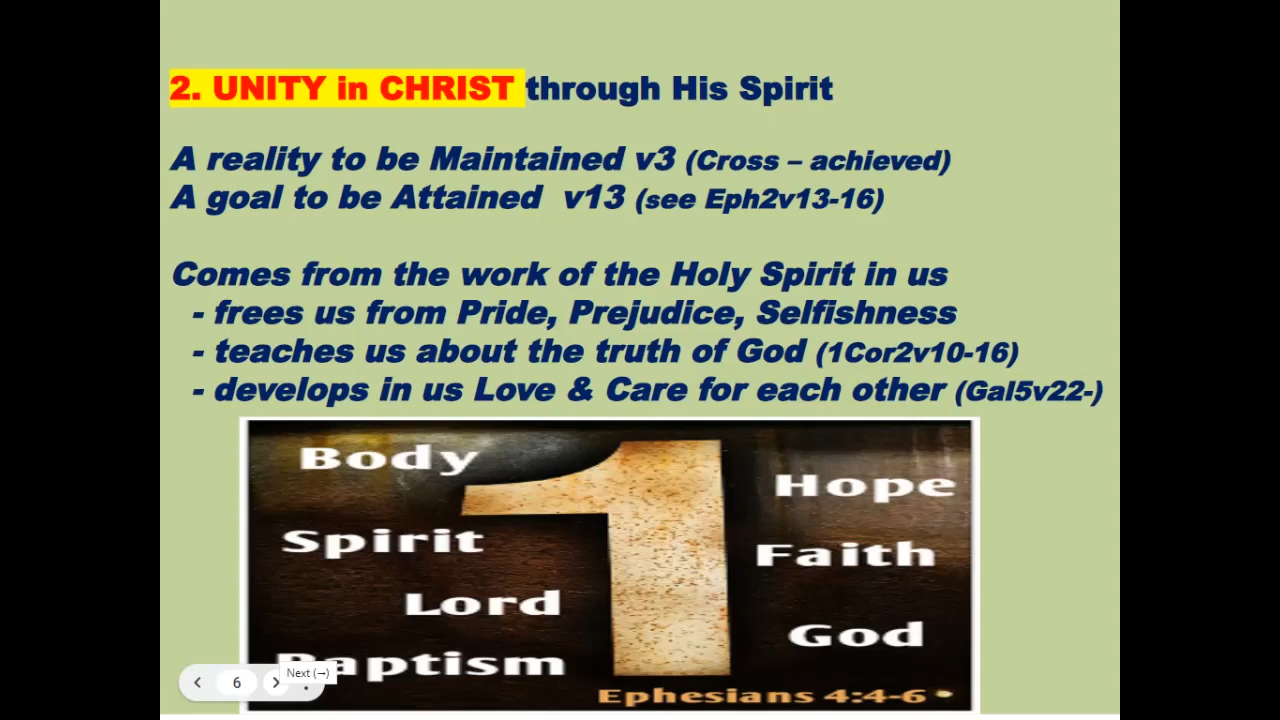 2. UNITY in CHRIST through His Spirit
A reality to be Maintained v3 (Cross – achieved)
A goal to be Attained v13 (see Eph2v13-16)
Comes from the work of the Holy Spirit in us
- frees us from Pride, Prejudice, Selfishness
- teaches us about the truth of God (1Cor2v10-16)
- develops in us Love & Care for each other (Gal5v22-)
Body
1
Hope
Spirit
Faith
Lord
God
Baptism
Ephesians 4:4-6
6
Next (→)